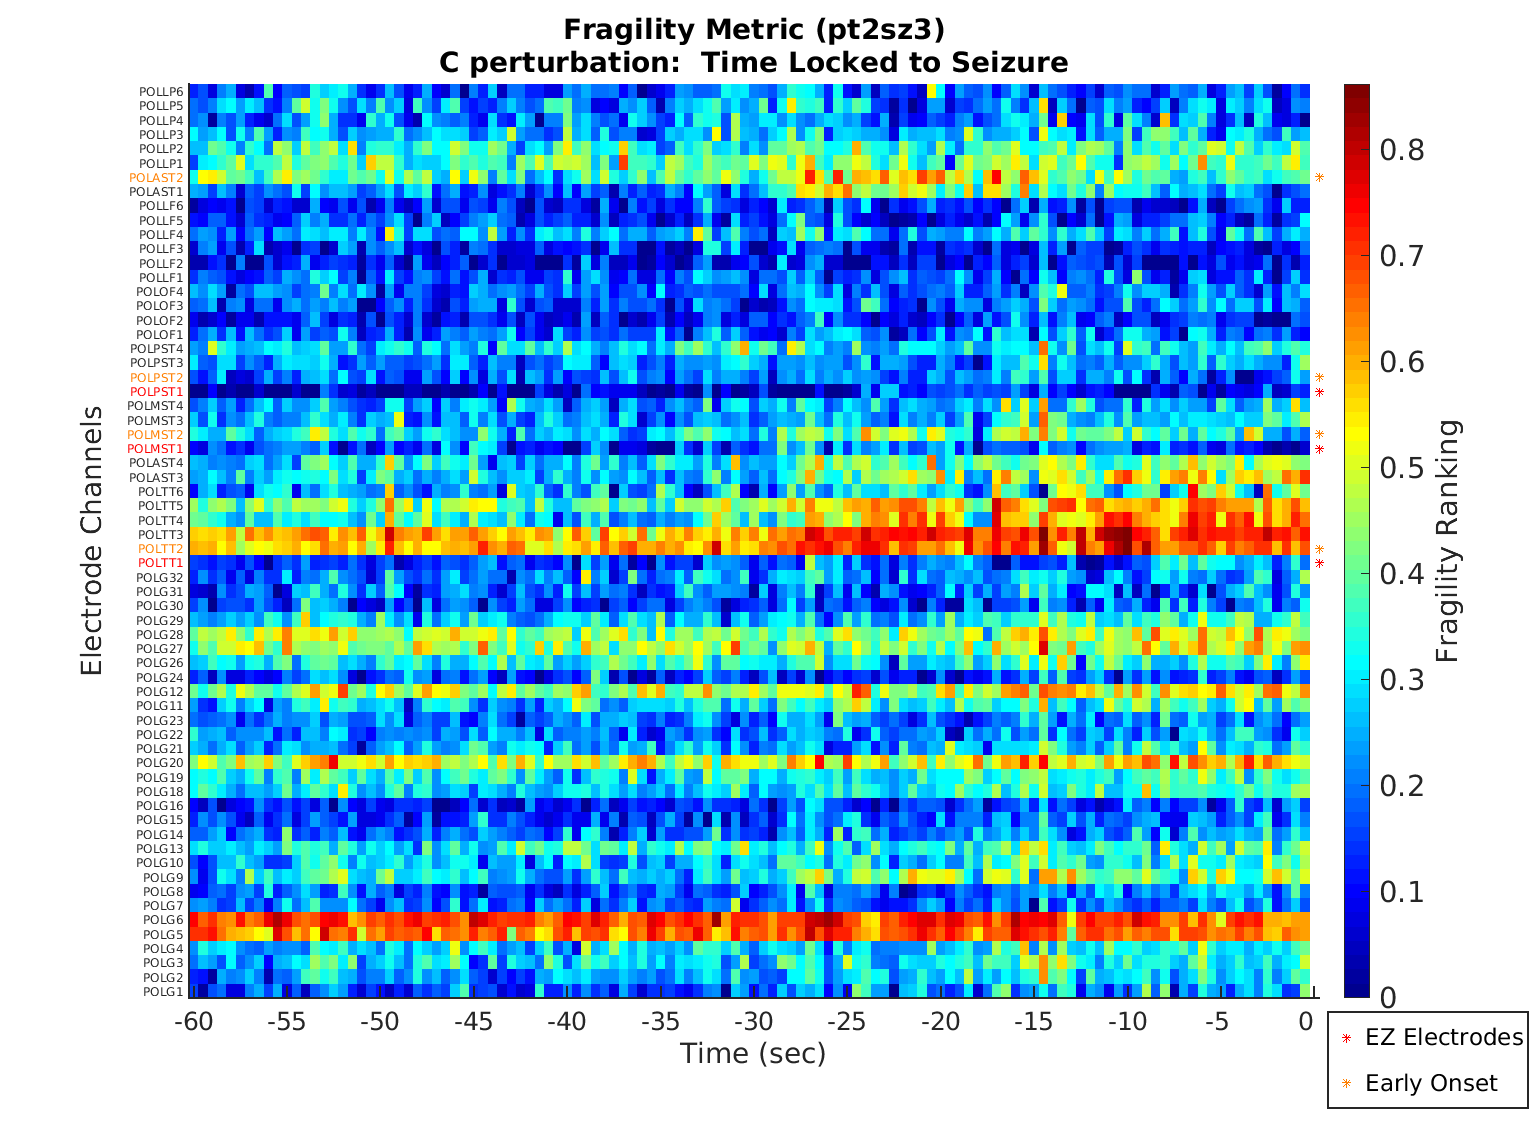 Fragility Metric (pt2sz3)
C perturbation:  Time Locked to Seizure
Electrode Channels
POLLP6
POLLP5
POLLP4
POLLP3
POLLP2
POLLP1
POLAST2
POLAST1
POLLF6
POLLF5
POLLF4
POLLF3
POLLF2
POLLF1
POLOF4
POLOF3
POLOF2
POLOF1
POLPST4
POLPST3
POLPST2
POLPST1
POLMST4
POLMST3
POLMST2
POLMST1
POLAST4
POLAST3
POLTT6
POLTT5
POLTT4
POLTT3
POLTT2
POLTT1
POLG32
POLG31
POLG30
POLG29
POLG28
POLG27
POLG26
POLG24
POLG12
POLG11
POLG23
POLG22
POLG21
POLG20
POLG19
POLG18
POLG16
POLG15
POLG14
POLG13
POLG10
POLG9
POLG8
POLG7
POLG6
POLG5
POLG4
POLG3
POLG2
POLG1
-60 -55 -50 -45 -40 -35 -30 -25 -20 -15 -10 -5 0
Time (sec)
0.8
0.7
0.6
0.5
0.4
0.3
0.2
0.1
0
Fragility Ranking
EZ Electrodes
Early Onset